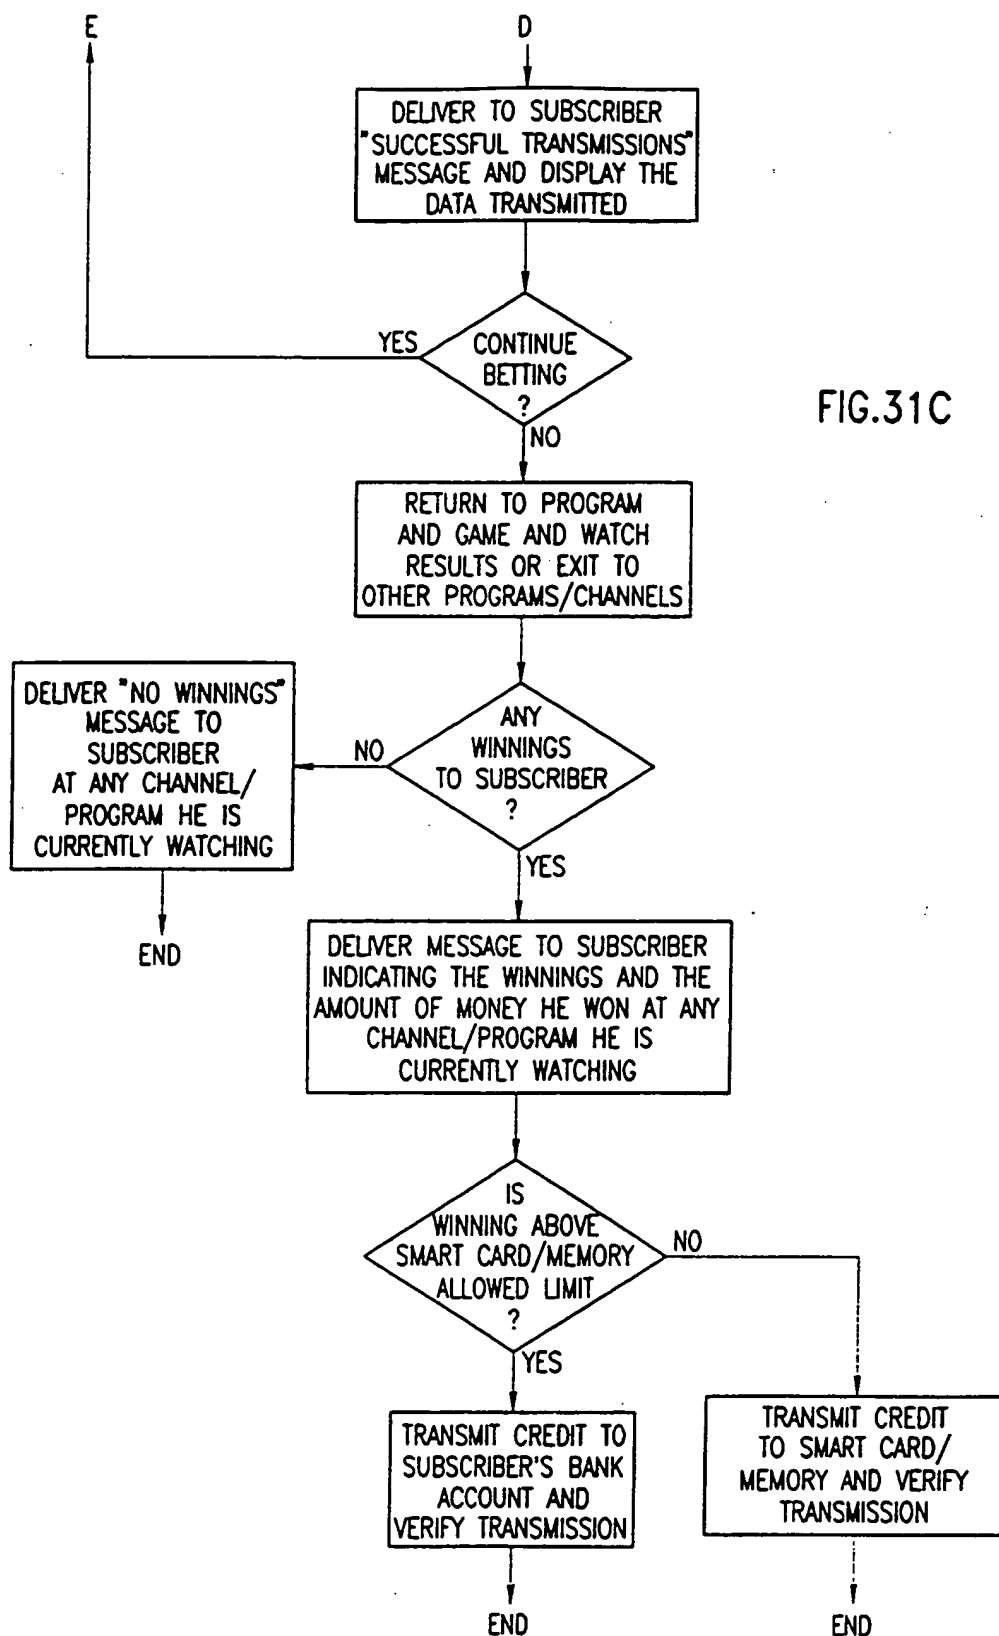 E
D
DELIVER TO SUBSCRIBER
"SUCCESSFUL TRANSMISSIONS"
MESSAGE AND DISPLAY THE
DATA TRANSMITTED
YES
CONTINUE
BETTING
?
FIG.31C
NO
RETURN TO PROGRAM
AND GAME AND WATCH
RESULTS OR EXIT TO
OTHER PROGRAMS/CHANNELS
DELIVER "NO WINNINGS"
MESSAGE TO
SUBSCRIBER
AT ANY CHANNEL/
PROGRAM HE IS
CURRENTLY WATCHING
END
NO
ANY
WINNINGS
TO SUBSCRIBER
?
YES
DELIVER MESSAGE TO SUBSCRIBER
INDICATING THE WINNINGS AND THE
AMOUNT OF MONEY HE WON AT ANY
CHANNEL/PROGRAM HE IS
CURRENTLY WATCHING
IS
WINNING ABOVE
SMART CARD/MEMORY
ALLOWED LIMIT
?
NO
YES
TRANSMIT CREDIT TO
SUBSCRIBER'S BANK
ACCOUNT AND
VERIFY TRANSMISSION
END
TRANSMIT CREDIT
TO SMART CARD/
MEMORY AND VERIFY
TRANSMISSION
END